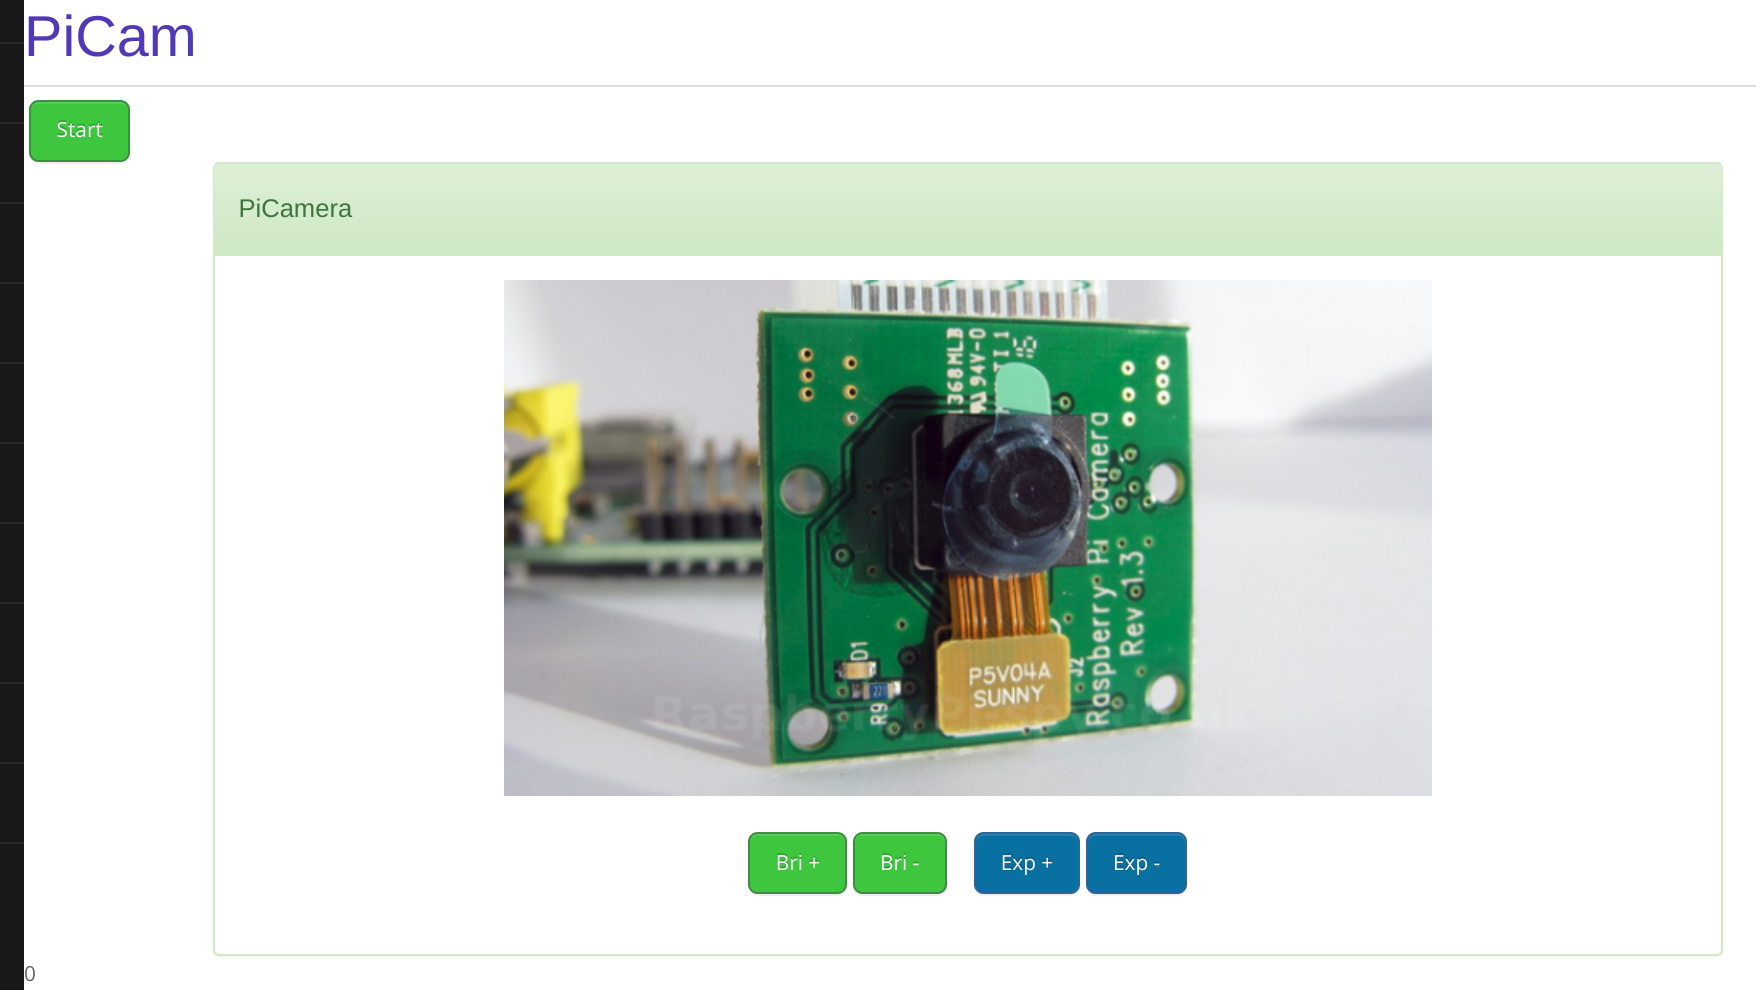 PiCam
Start
PiCamera
1368MLB
94V-0
Raspberry Pi Camera
Rev 1.3
D1
R9
221
J2
P5V04A
SUNNY
Bri +
Bri -
Exp +
Exp -
0